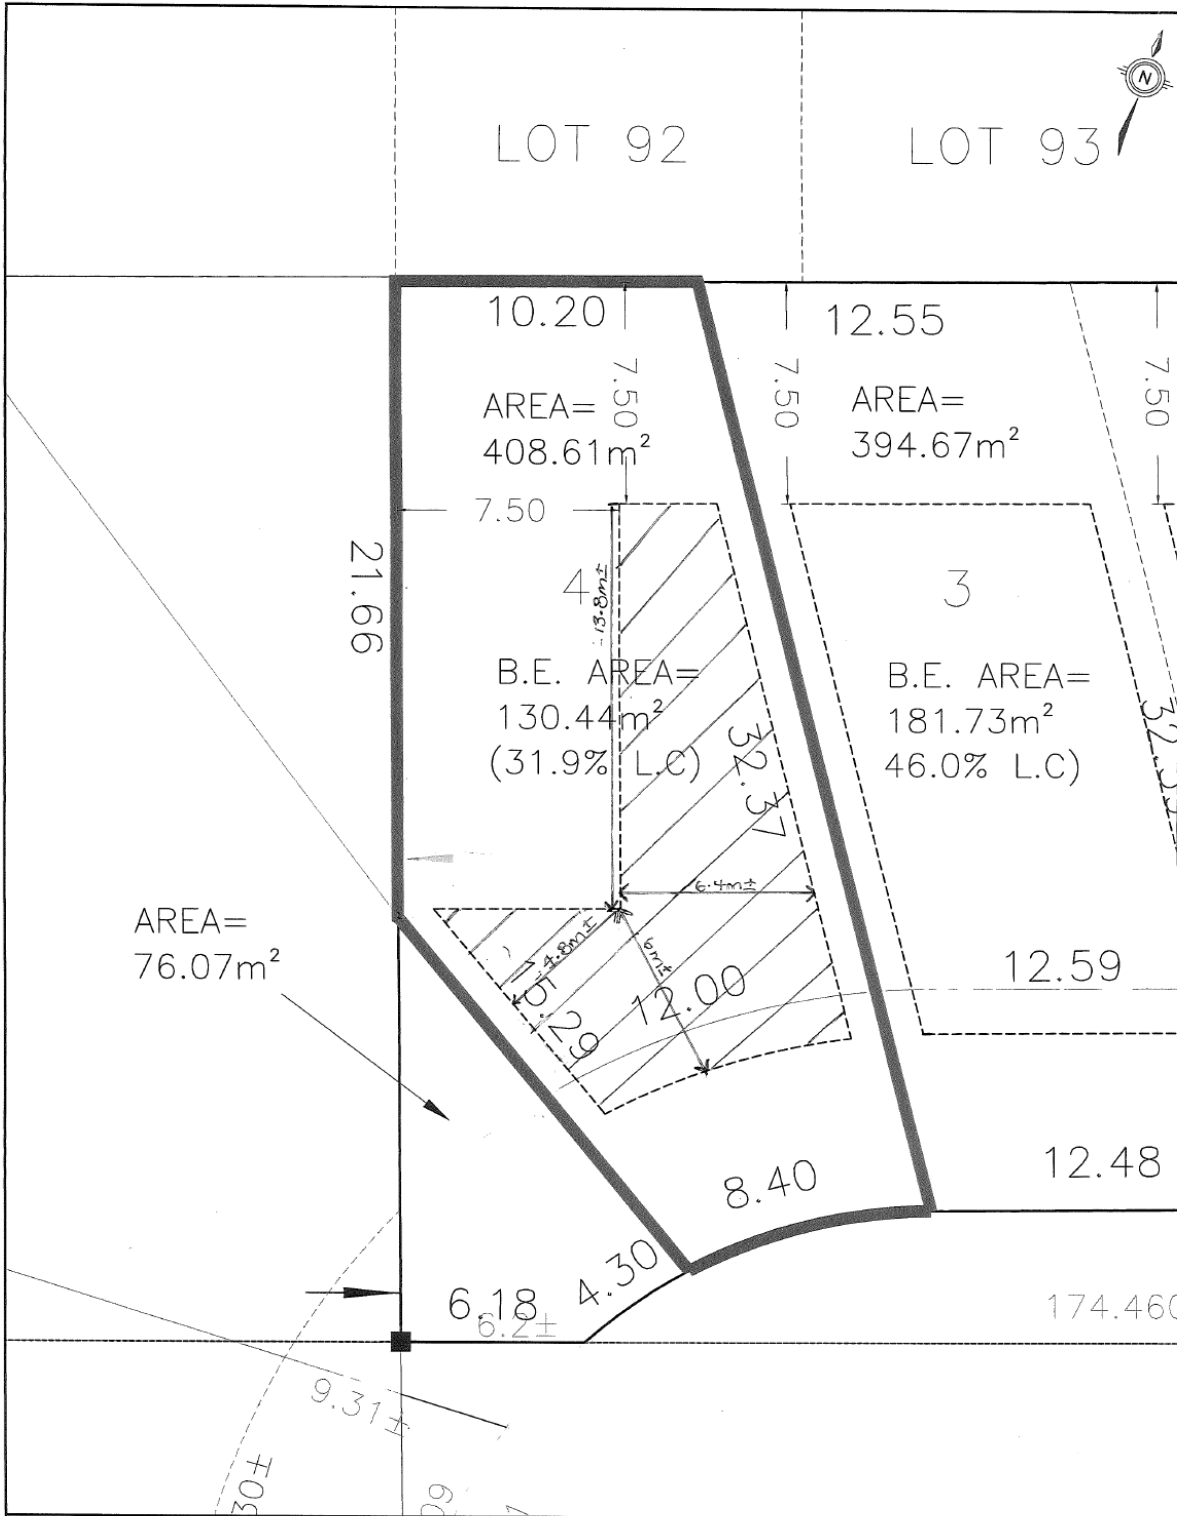 N
LOT 92
LOT 93
10.20
12.55
7.50
7.50
7.50
AREA=
408.61m²
AREA=
394.67m²
7.50
21.66
4
13.8m±
3
B.E. AREA=
130.44m²
(31.9% L.C)
B.E. AREA=
181.73m²
46.0% L.C)
32.37
6.4m±
AREA=
76.07m²
4.8m±
6m±
15.29
12.00
12.59
8.40
12.48
4.30
6.18
6.2±
174.460
9.31±
30±
09